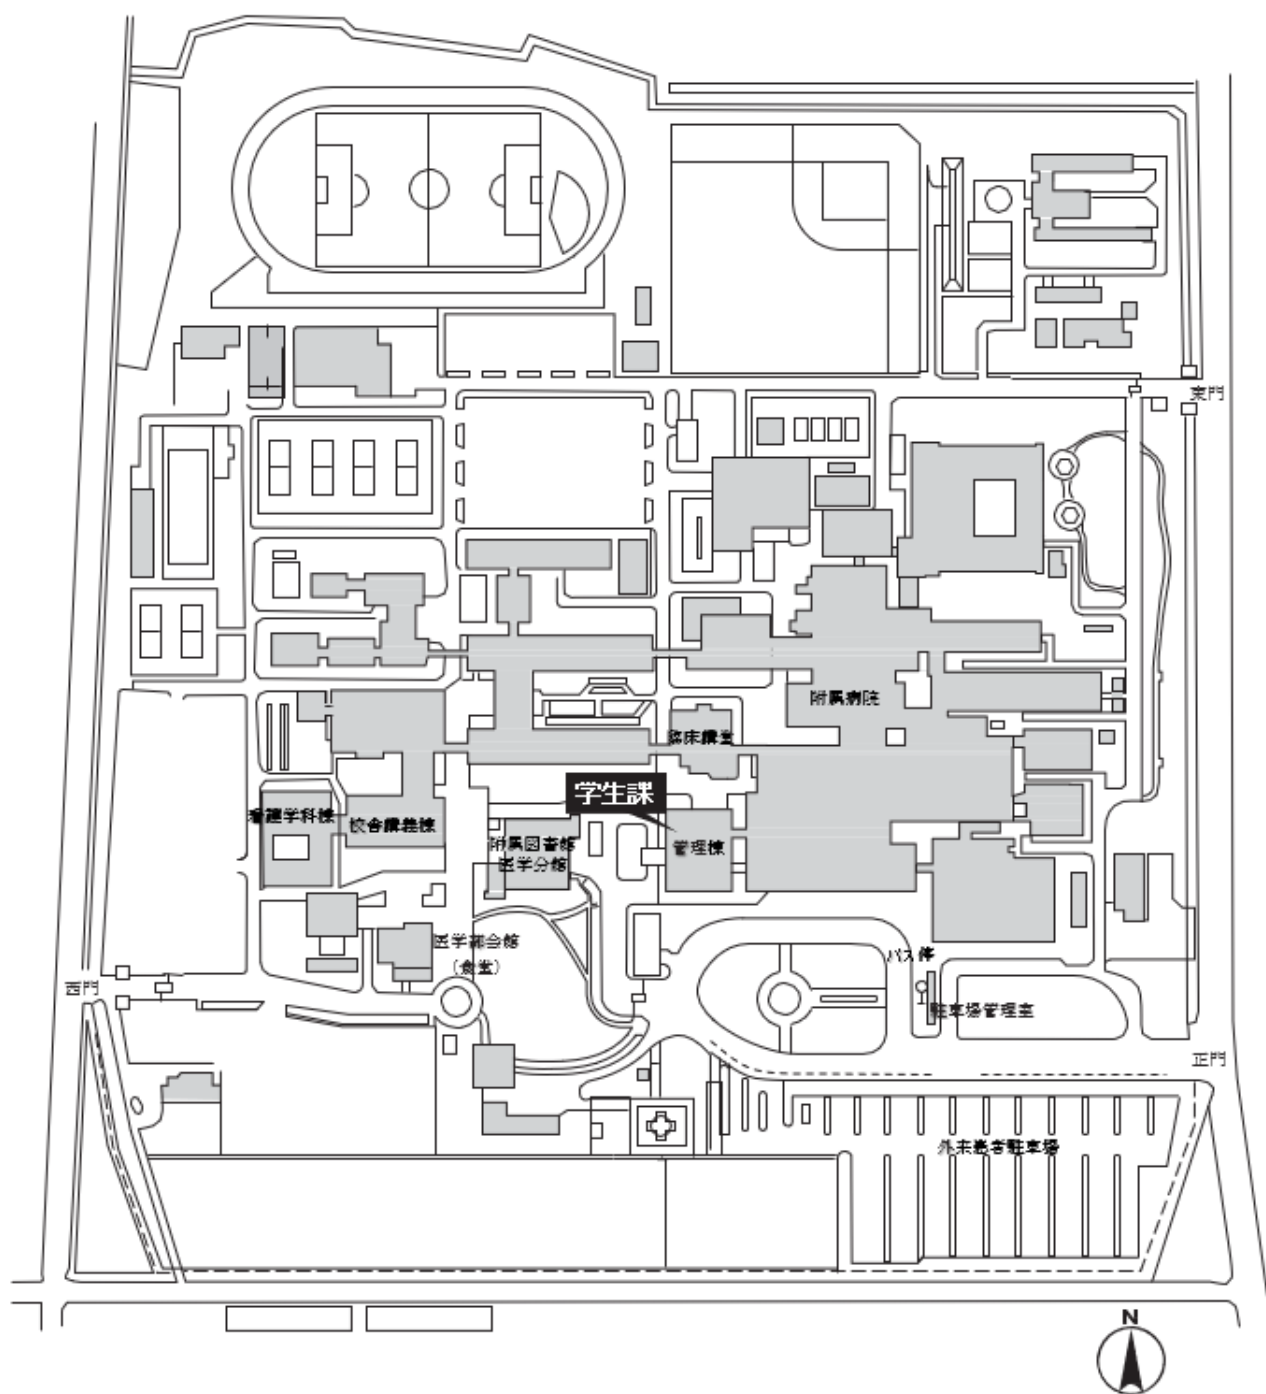 東門
附属病院
臨床講堂
学生課
看護学科棟
校舎講義棟
附属図書館
医学分館
管理棟
医学部会館
(食堂)
バス停
西門
駐車場管理室
正門
外来患者駐車場
N